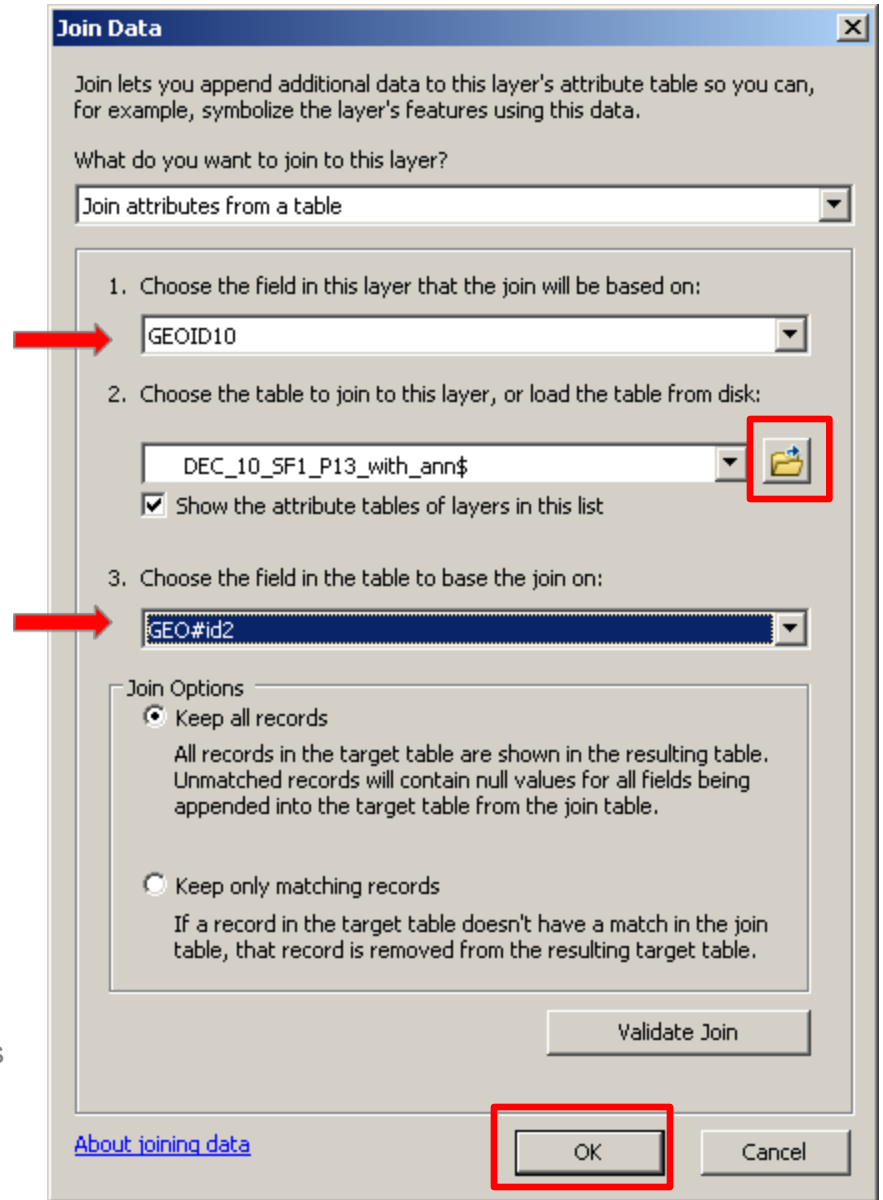 Join Data
Join lets you append additional data to this layer's attribute table so you can,
for example, symbolize the layer's features using this data.
What do you want to join to this layer?
Join attributes from a table
1. Choose the field in this layer that the join will be based on:
GEOID10
2. Choose the table to join to this layer, or load the table from disk:
DEC_10_SF1_P13_with_ann$
Show the attribute tables of layers in this list
3. Choose the field in the table to base the join on:
GEO#id2
Join Options
Keep all records
All records in the target table are shown in the resulting table.
Unmatched records will contain null values for all fields being
appended into the target table from the join table.
Keep only matching records
If a record in the target table doesn't have a match in the join
table, that record is removed from the resulting target table.
Validate Join
s
About joining data
OK
Cancel